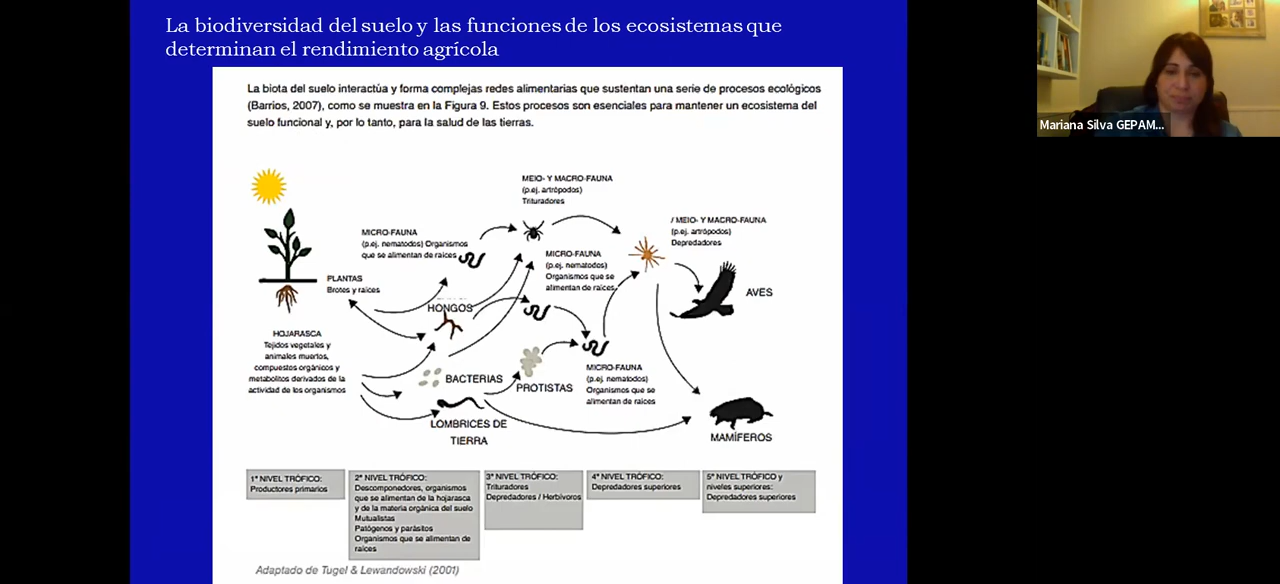 La biodiversidad del suelo y las funciones de los ecosistemas que
determinan el rendimiento agrícola
Mariana Silva GEPAM...
La biota del suelo interactúa y forma complejas redes alimentarias que sustentan una serie de procesos ecológicos
(Barrios, 2007), como se muestra en la Figura 9. Estos procesos son esenciales para mantener un ecosistema del
suelo funcional y, por lo tanto, para la salud de las tierras.
MEIO- Y MACRO-FAUNA
(p.ej. artrópodos)
Trituradores
/ MEIO- Y MACRO-FAUNA
(p.ej. artrópodos)
Depredadores
MICRO-FAUNA
(p.ej. nematodos) Organismos
que se alimentan de raíces
MICRO-FAUNA
(p.ej. nematodos)
Organismos que se
alimentan de raíces
PLANTAS
Brotes y raíces
AVES
HONGOS
HOJARASCA
Tejidos vegetales y
animales muertos,
compuestos orgánicos y
metabolitos derivados de la
actividad de los organismos
BACTERIAS
PROTISTAS
MICRO-FAUNA
(p.ej. nematodos)
Organismos que se
alimentan de raíces
LOMBRICES DE
TIERRA
MAMÍFEROS
1º NIVEL TRÓFICO:
Productores primarios
2º NIVEL TRÓFICO:
Descomponedores, organismos
que se alimentan de la hojarasca
y de la materia orgánica del suelo
Mutualistas
Patógenos y parásitos
Organismos que se alimentan de
raíces
3º NIVEL TRÓFICO:
Trituradores
Depredadores / Herbívoros
4º NIVEL TRÓFICO:
Depredadores superiores
5º NIVEL TRÓFICO y
niveles superiores:
Depredadores superiores
Adaptado de Tugel & Lewandowski (2001)